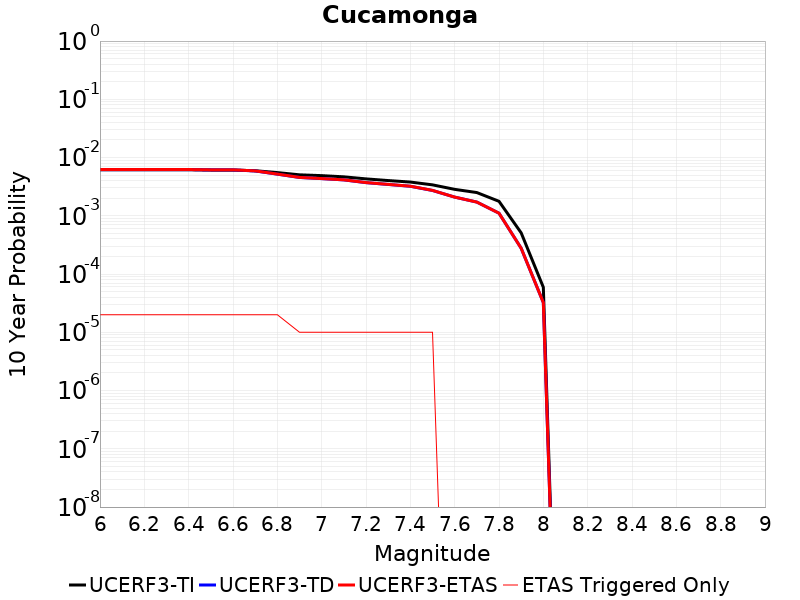 Cucamonga
10^0
10^-1
10^-2
10^-3
10^-4
10^-5
10^-6
10^-7
10^-8
10 Year Probability
6 6.2 6.4 6.6 6.8 7 7.2 7.4 7.6 7.8 8 8.2 8.4 8.6 8.8 9
Magnitude
UCERF3-TI UCERF3-TD UCERF3-ETAS ETAS Triggered Only